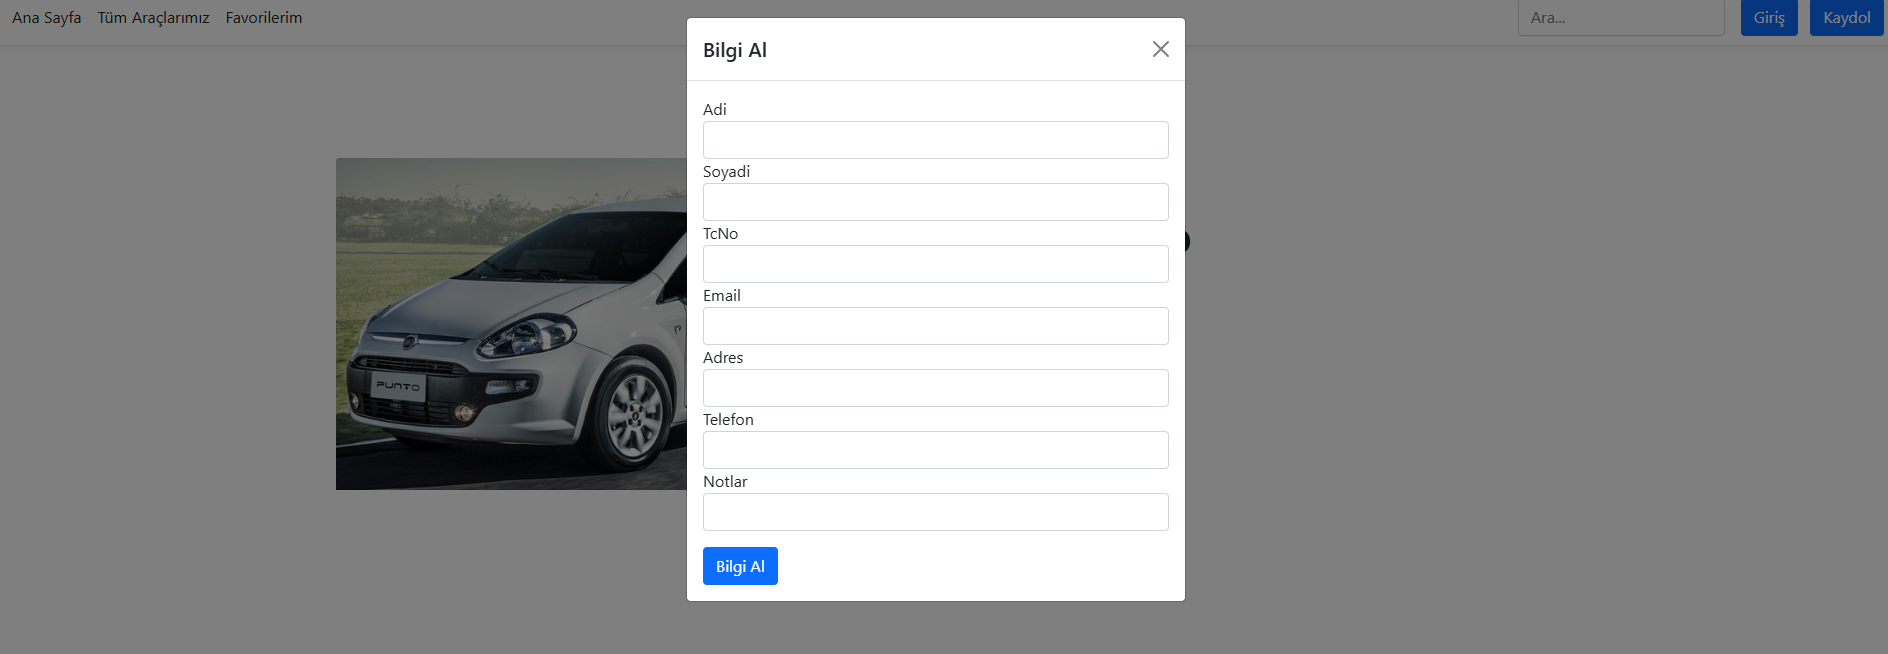 Ana Sayfa Tüm Araçlarımız Favorilerim Ara... Giriş Kaydol
Bilgi Al
Adi
Soyadi
TcNo
Email
Adres
Telefon
Notlar
Bilgi Al
PUNTO